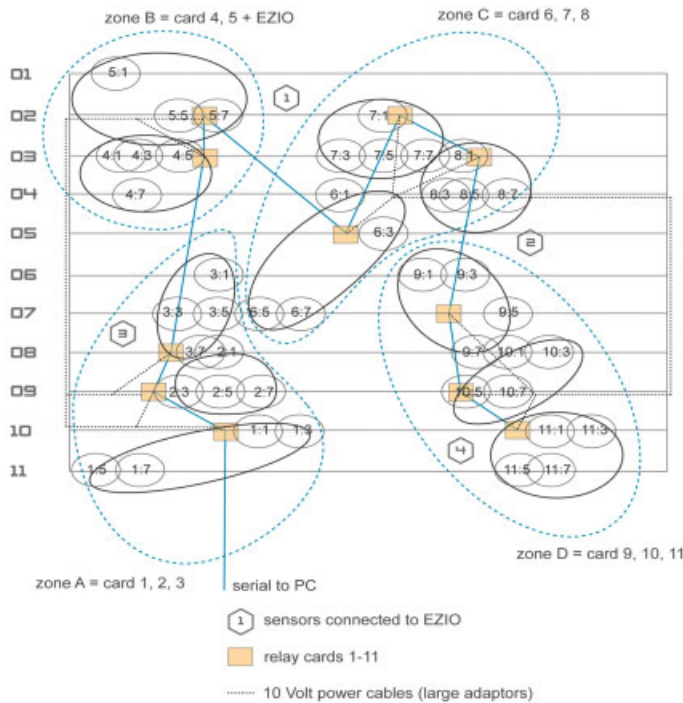 zone B = card 4, 5 + EZIO
zone C = card 6, 7, 8
01
5:1
1
02
5:5 5:7
7:1
03
4:1 4:3 4:5
7:3 7:5 7:7 8:1
04
4:7
6:1
8:3 8:5 8:7
05
6:3
2
06
3:1
9:1 9:3
07
3:3 3:5 6:5 6:7
9:5
3
08
3:7 2:1
9:7 10:1 10:3
09
2:3 2:5 2:7
10:5 10:7
10
1:1 1:3
11:1 11:3
4
11
1:5 1:7
11:5 11:7
zone D = card 9, 10, 11
zone A = card 1, 2, 3
serial to PC
1 sensors connected to EZIO
relay cards 1-11
10 Volt power cables (large adaptors)